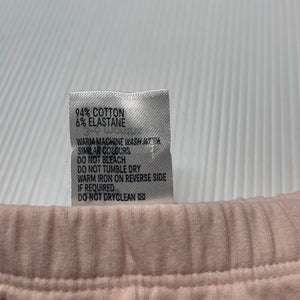 94% COTTON
6% ELASTANE
WARM MACHINE WASH WITH
SIMILAR COLOURS
DO NOT BLEACH
DO NOT TUMBLE DRY
WARM IRON ON REVERSE SIDE
IF REQUIRED
DO NOT DRYCLEAN